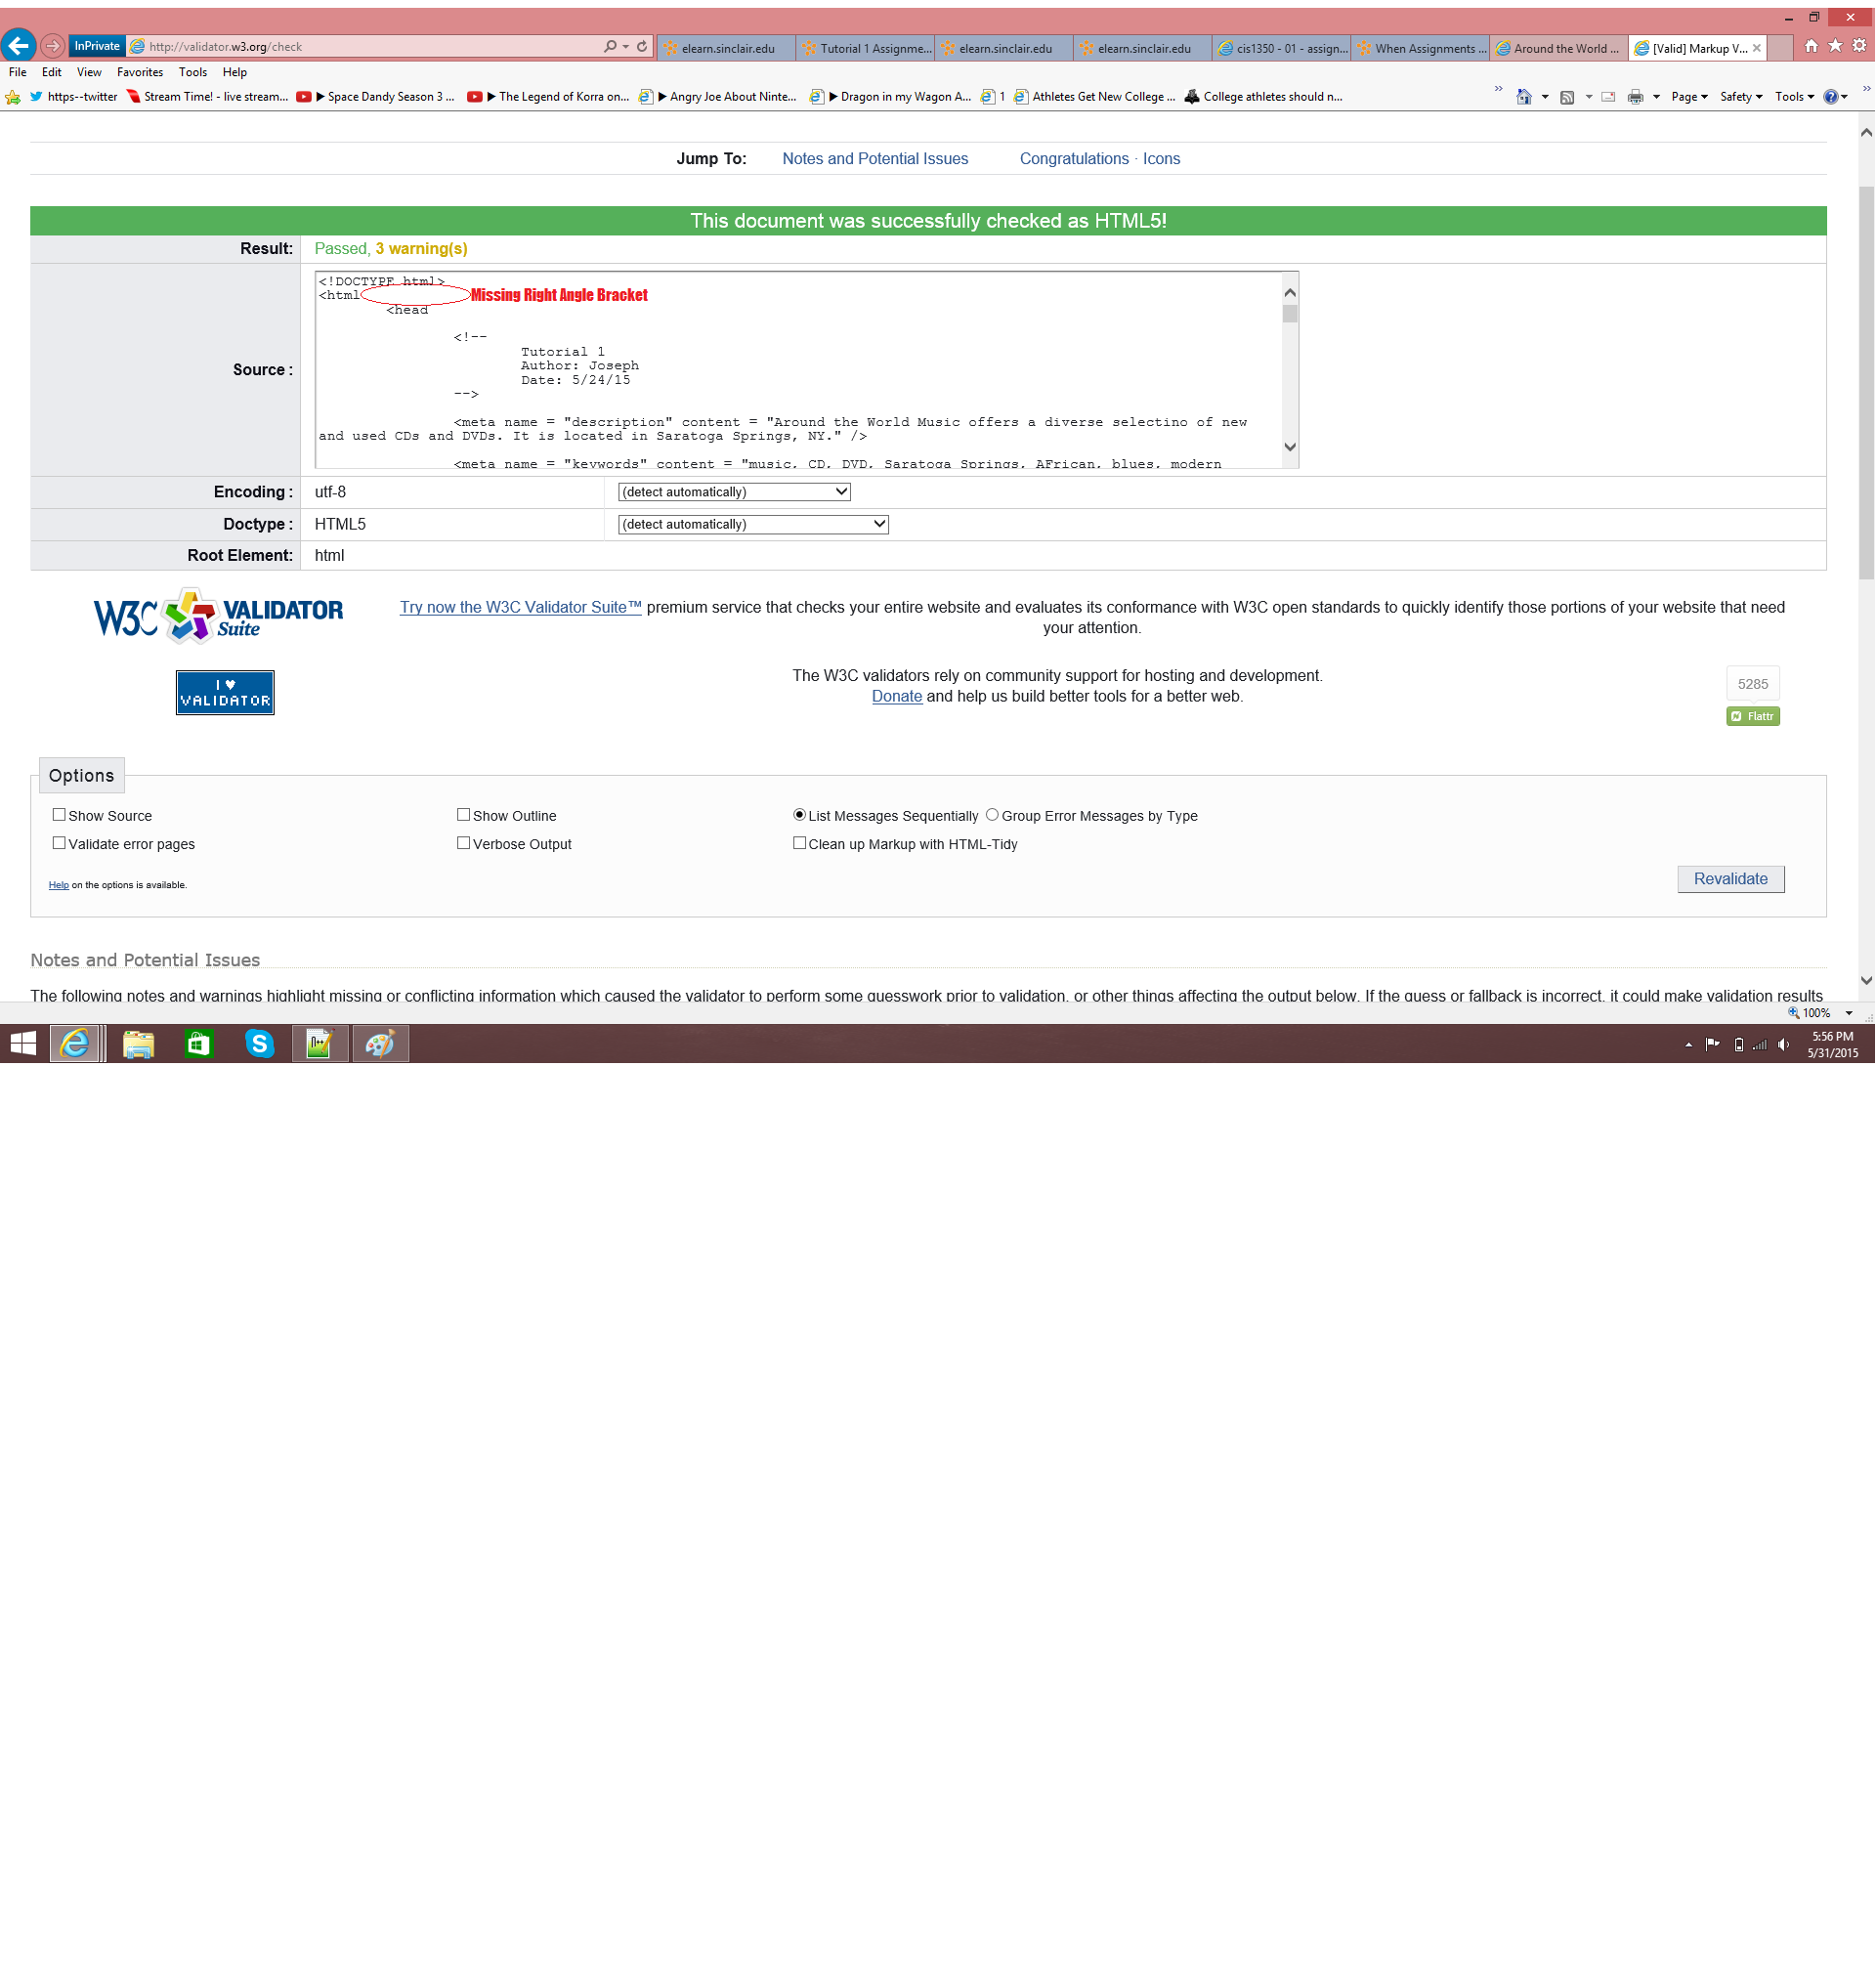 InPrivate http://validator.w3.org/check elearn.sinclair.edu Tutorial 1 Assignme... elearn.sinclair.edu elearn.sinclair.edu cis1350 - 01 - assign... When Assignments ... Around the World ... [Valid] Markup V...
File Edit View Favorites Tools Help
https--twitter Stream Time! - live stream... ▶ Space Dandy Season 3 ... ▶ The Legend of Korra on... ▶ Angry Joe About Ninte... ▶ Dragon in my Wagon A... 1 Athletes Get New College ... College athletes should n... Page Safety Tools
Jump To: Notes and Potential Issues Congratulations · Icons
This document was successfully checked as HTML5!
Result: Passed, 3 warning(s)
Source :
<!DOCTYPE html>
<html Missing Right Angle Bracket
<head
<!--
Tutorial 1
Author: Joseph
Date: 5/24/15
-->
<meta name = "description" content = "Around the World Music offers a diverse selectino of new
and used CDs and DVDs. It is located in Saratoga Springs, NY." />
<meta name = "keywords" content = "music, CD, DVD, Saratoga Springs, AFrican, blues, modern
Encoding : utf-8 (detect automatically)
Doctype : HTML5 (detect automatically)
Root Element: html
W3C VALIDATOR Suite
Try now the W3C Validator Suite™ premium service that checks your entire website and evaluates its conformance with W3C open standards to quickly identify those portions of your website that need
your attention.
I ♥
VALIDATOR
The W3C validators rely on community support for hosting and development.
Donate and help us build better tools for a better web.
5285
Flattr
Options
Show Source Show Outline List Messages Sequentially Group Error Messages by Type
Validate error pages Verbose Output Clean up Markup with HTML-Tidy
Help on the options is available.
Revalidate
Notes and Potential Issues
The following notes and warnings highlight missing or conflicting information which caused the validator to perform some guesswork prior to validation, or other things affecting the output below. If the guess or fallback is incorrect, it could make validation results
100%
5:56 PM
5/31/2015